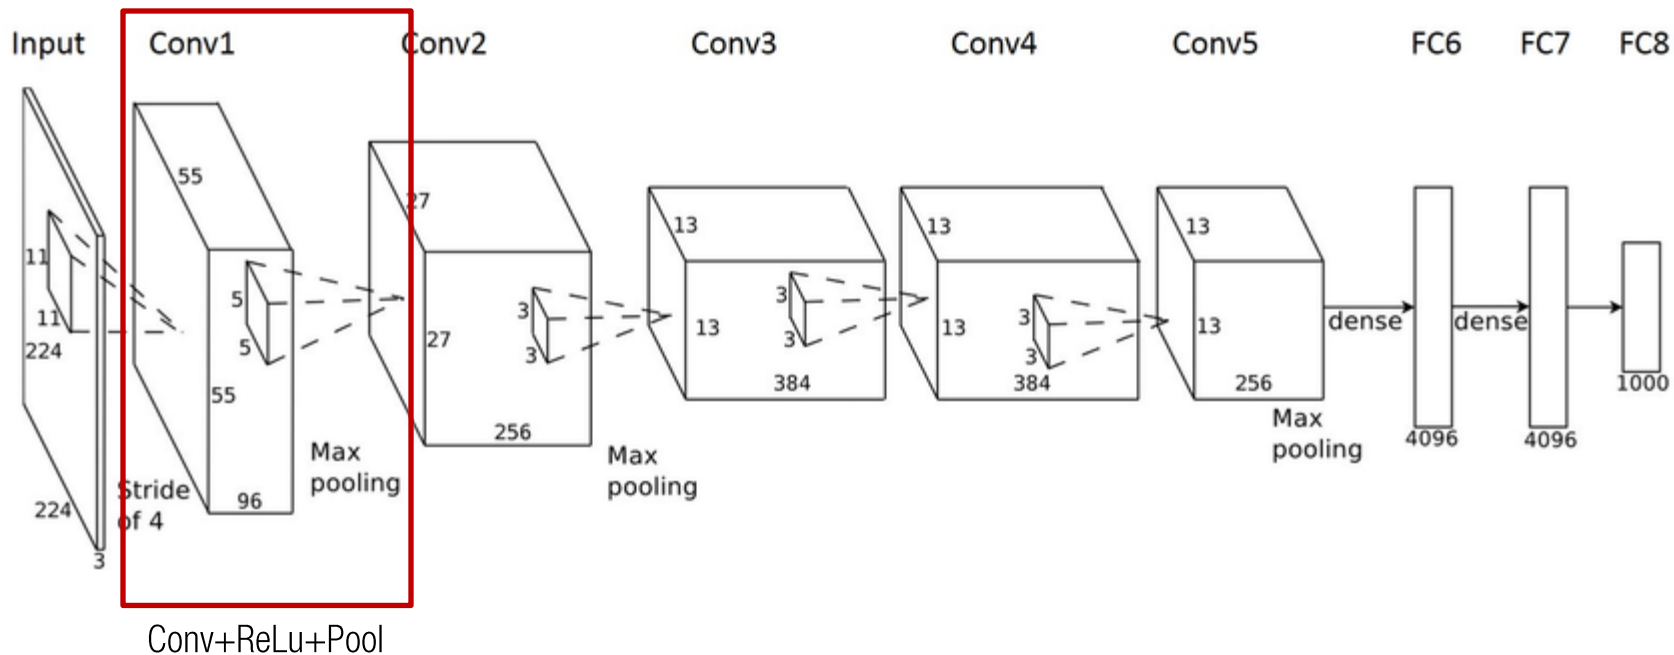 Input
Conv1
Conv2
Conv3
Conv4
Conv5
FC6
FC7
FC8
11
11
224
224
3
Stride
of 4
55
55
96
5
5
Max
pooling
27
27
256
3
3
Max
pooling
13
13
384
3
3
13
13
384
3
3
13
13
256
Max
pooling
dense
4096
dense
4096
1000
Conv+ReLu+Pool